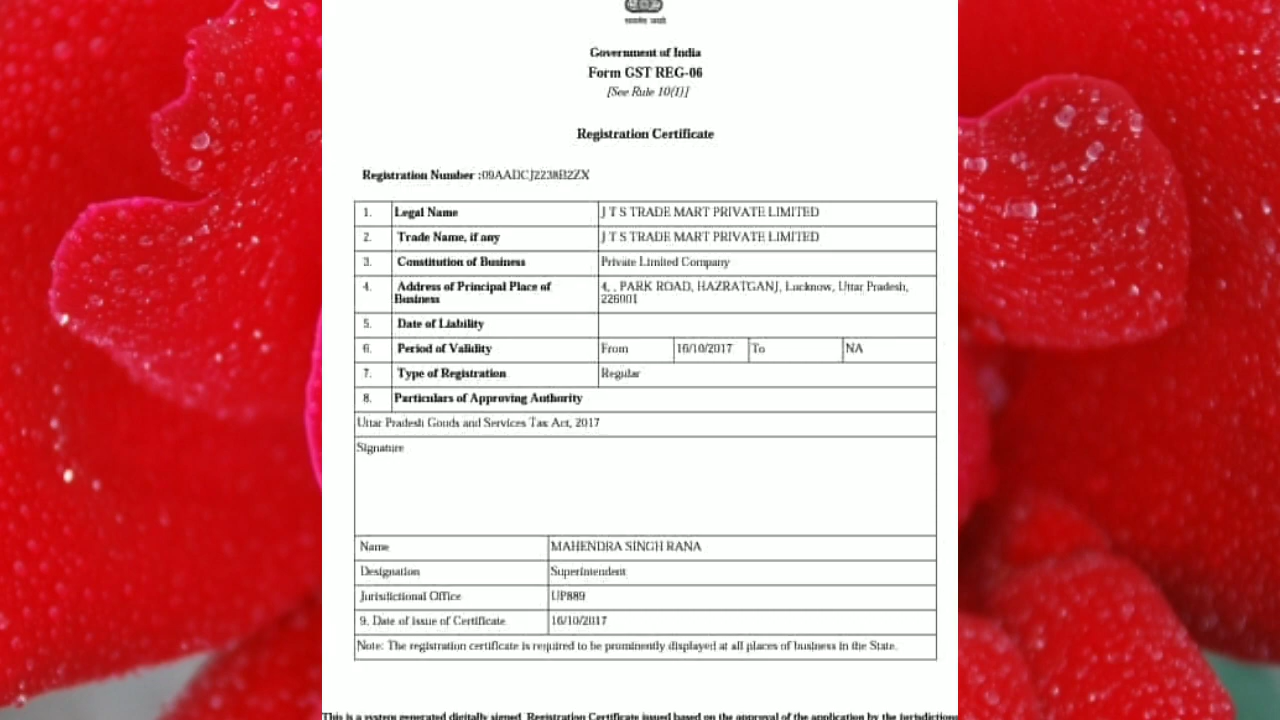 सत्यमेव जयते
Government of India
Form GST REG-06
[See Rule 10(1)]
Registration Certificate
Registration Number :09AADCJ2238B2ZX
1. Legal Name J T S TRADE MART PRIVATE LIMITED
2. Trade Name, if any J T S TRADE MART PRIVATE LIMITED
3. Constitution of Business Private Limited Company
4. Address of Principal Place of Business 4, , PARK ROAD, HAZRATGANJ, Lucknow, Uttar Pradesh, 226001
5. Date of Liability
6. Period of Validity From 16/10/2017 To NA
7. Type of Registration Regular
8. Particulars of Approving Authority
Uttar Pradesh Goods and Services Tax Act, 2017
Signature
Name MAHENDRA SINGH RANA
Designation Superintendent
Jurisdictional Office UP889
9. Date of issue of Certificate 16/10/2017
Note: The registration certificate is required to be prominently displayed at all places of business in the State.
This is a system generated digitally signed Registration Certificate issued based on the approval of the application by the